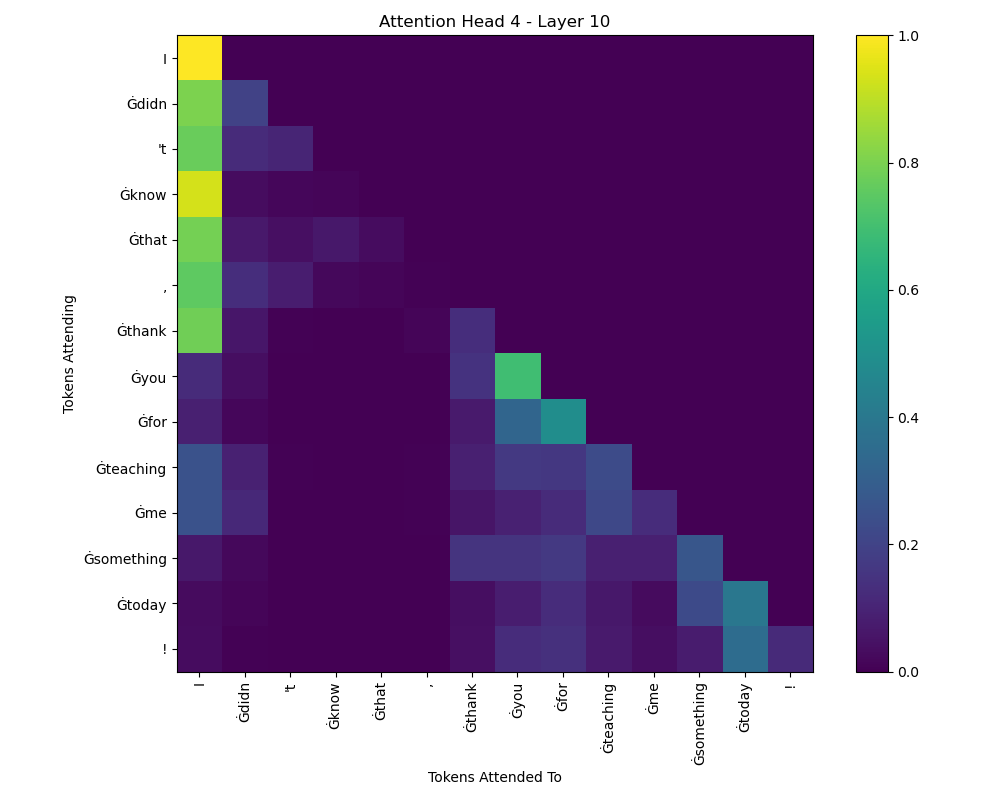 Attention Head 4 - Layer 10
Tokens Attending
I
Ġdidn
't
Ġknow
Ġthat
,
Ġthank
Ġyou
Ġfor
Ġteaching
Ġme
Ġsomething
Ġtoday
!
I
Ġdidn
't
Ġknow
Ġthat
,
Ġthank
Ġyou
Ġfor
Ġteaching
Ġme
Ġsomething
Ġtoday
!
Tokens Attended To
1.0
0.8
0.6
0.4
0.2
0.0